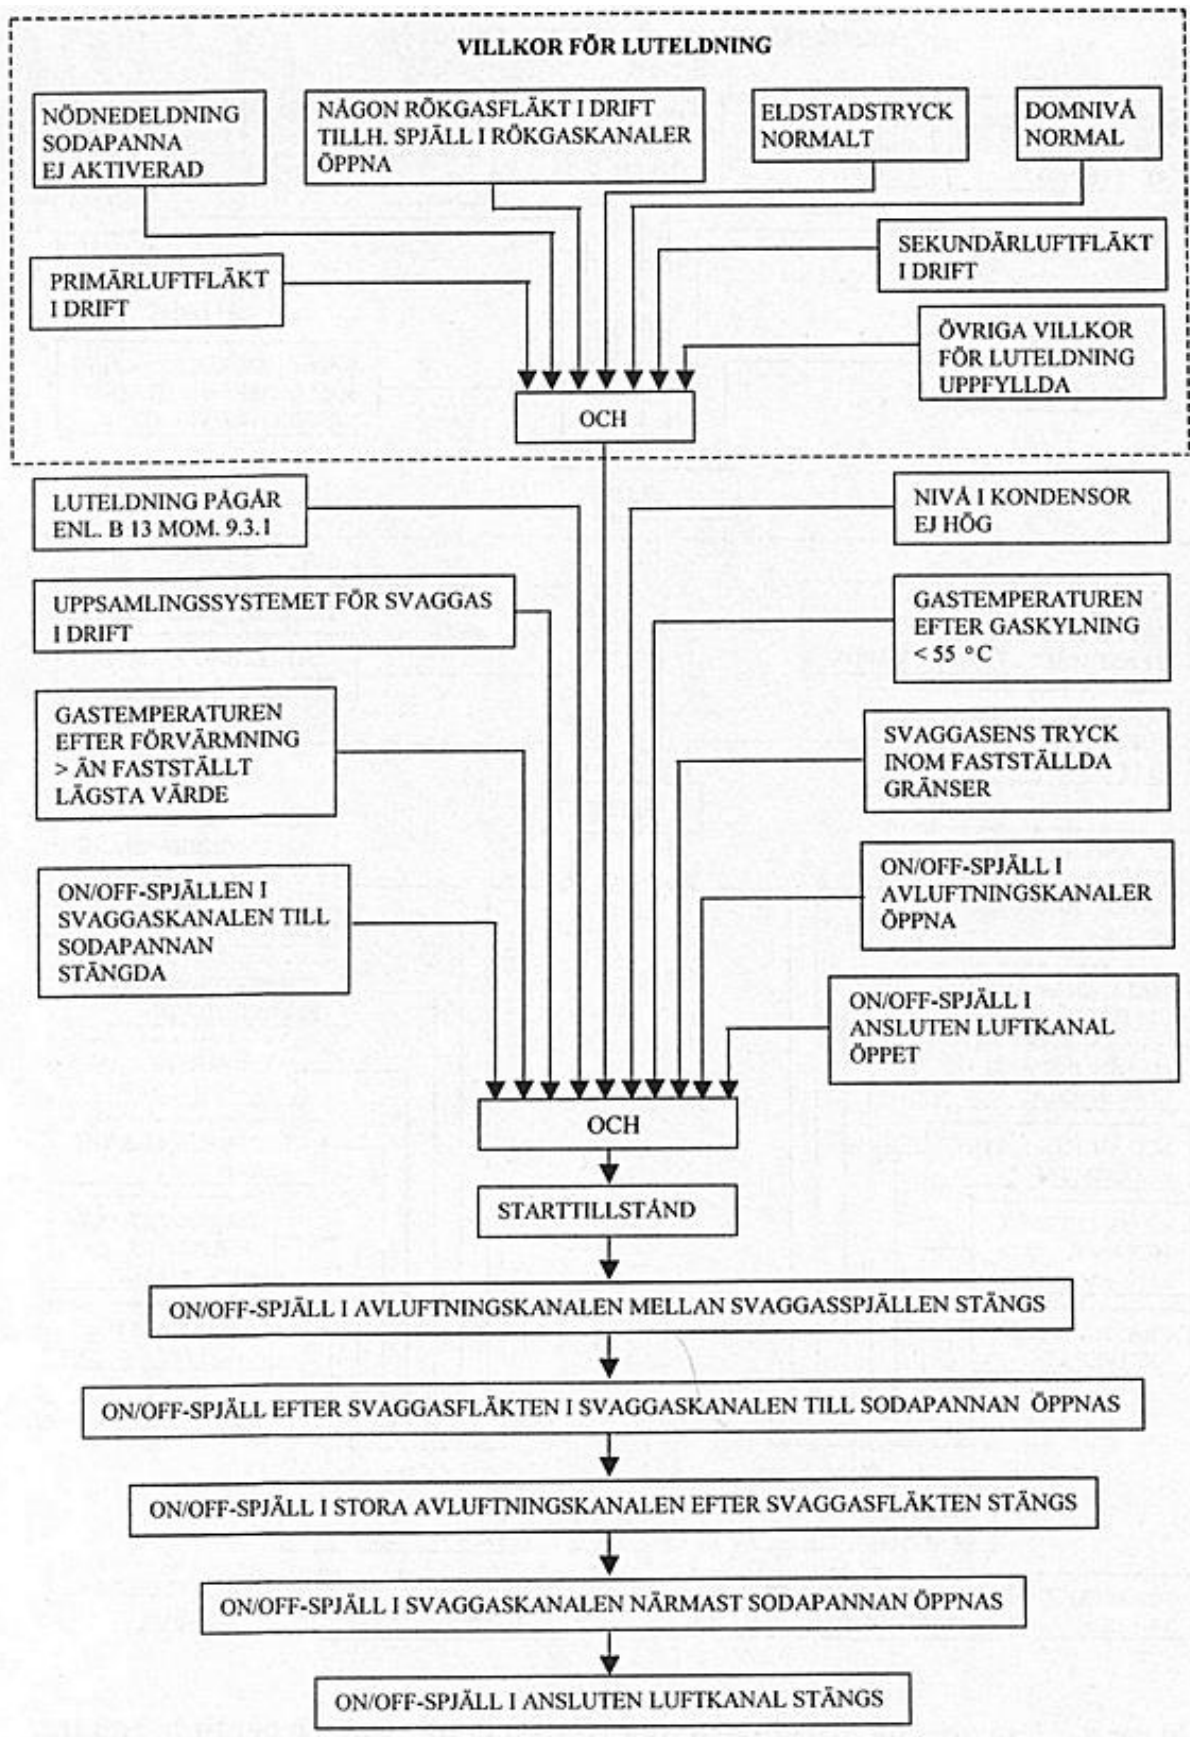 VILLKOR FÖR LUTELDNING
NÖDNEDELDNING
SODAPANNA
EJ AKTIVERAD
NÅGON RÖKGASFLÄKT I DRIFT
TILLH. SPJÄLL I RÖKGASKANALER
ÖPPNA
ELDSTADSTRYCK
NORMALT
DOMNIVÅ
NORMAL
PRIMÄRLUFTFLÄKT
I DRIFT
SEKUNDÄRLUFTFLÄKT
I DRIFT
ÖVRIGA VILLKOR
FÖR LUTELDNING
UPPFYLLDA
OCH
LUTELDNING PÅGÅR
ENL. B 13 MOM. 9.3.1
NIVÅ I KONDENSOR
EJ HÖG
UPPSAMLINGSSYSTEMET FÖR SVAGGAS
I DRIFT
GASTEMPERATUREN
EFTER GASKYLNING
< 55 °C
GASTEMPERATUREN
EFTER FÖRVÄRMNING
> ÄN FASTSTÄLLT
LÄGSTA VÄRDE
SVAGGASENS TRYCK
INOM FASTSTÄLLDA
GRÄNSER
ON/OFF-SPJÄLLEN I
SVAGGASKANALEN TILL
SODAPANNAN
STÄNGDA
ON/OFF-SPJÄLL I
AVLUFTNINGSKANALER
ÖPPNA
ON/OFF-SPJÄLL I
ANSLUTEN LUFTKANAL
ÖPPET
OCH
STARTTILLSTÅND
ON/OFF-SPJÄLL I AVLUFTNINGSKANALEN MELLAN SVAGGASSPJÄLLEN STÄNGS
ON/OFF-SPJÄLL EFTER SVAGGASFLÄKTEN I SVAGGASKANALEN TILL SODAPANNAN ÖPPNAS
ON/OFF-SPJÄLL I STORA AVLUFTNINGSKANALEN EFTER SVAGGASFLÄKTEN STÄNGS
ON/OFF-SPJÄLL I SVAGGASKANALEN NÄRMAST SODAPANNAN ÖPPNAS
ON/OFF-SPJÄLL I ANSLUTEN LUFTKANAL STÄNGS